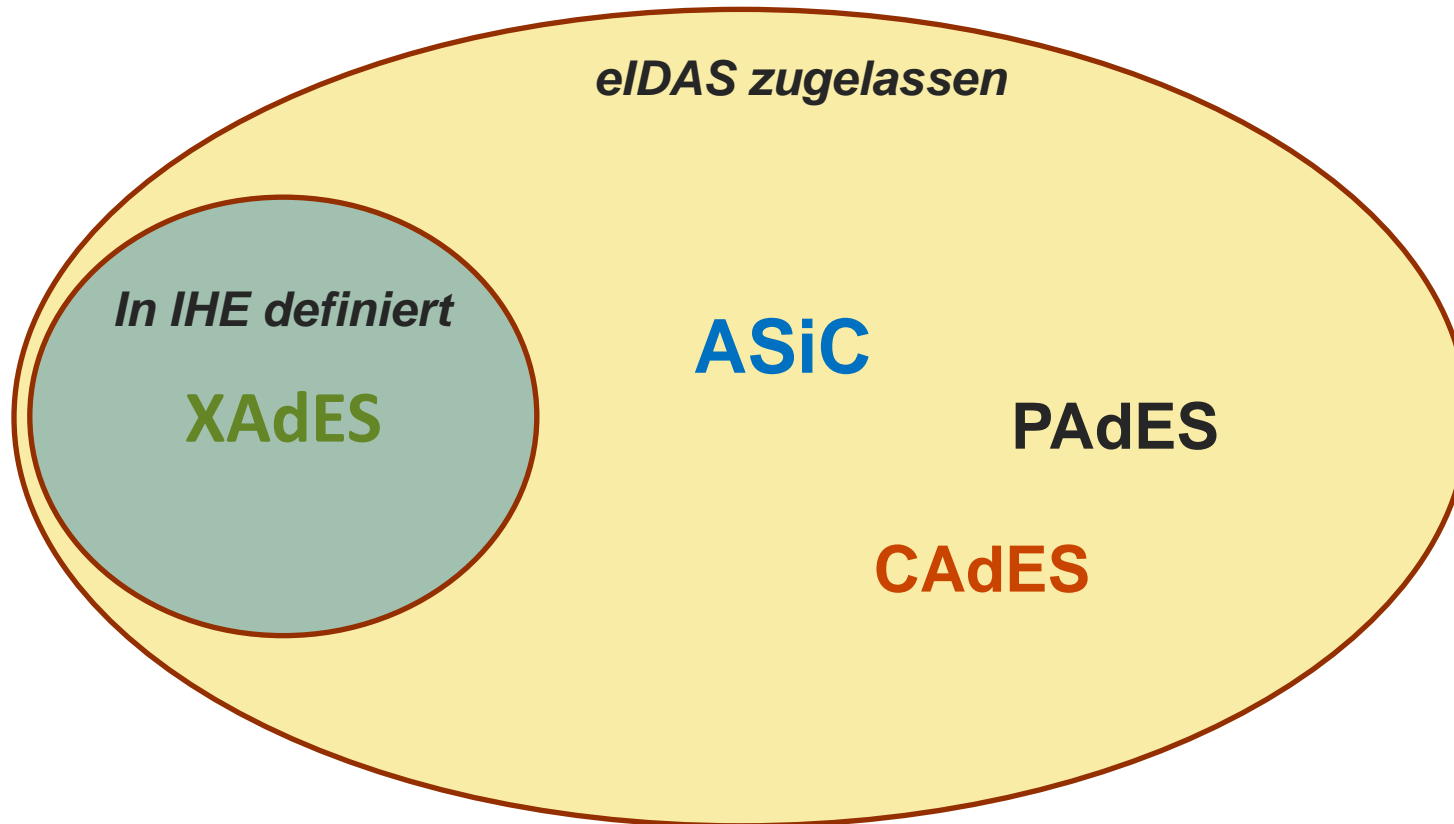 eIDAS zugelassen
In IHE definiert
ASiC
XAdES
PAdES
CAdES